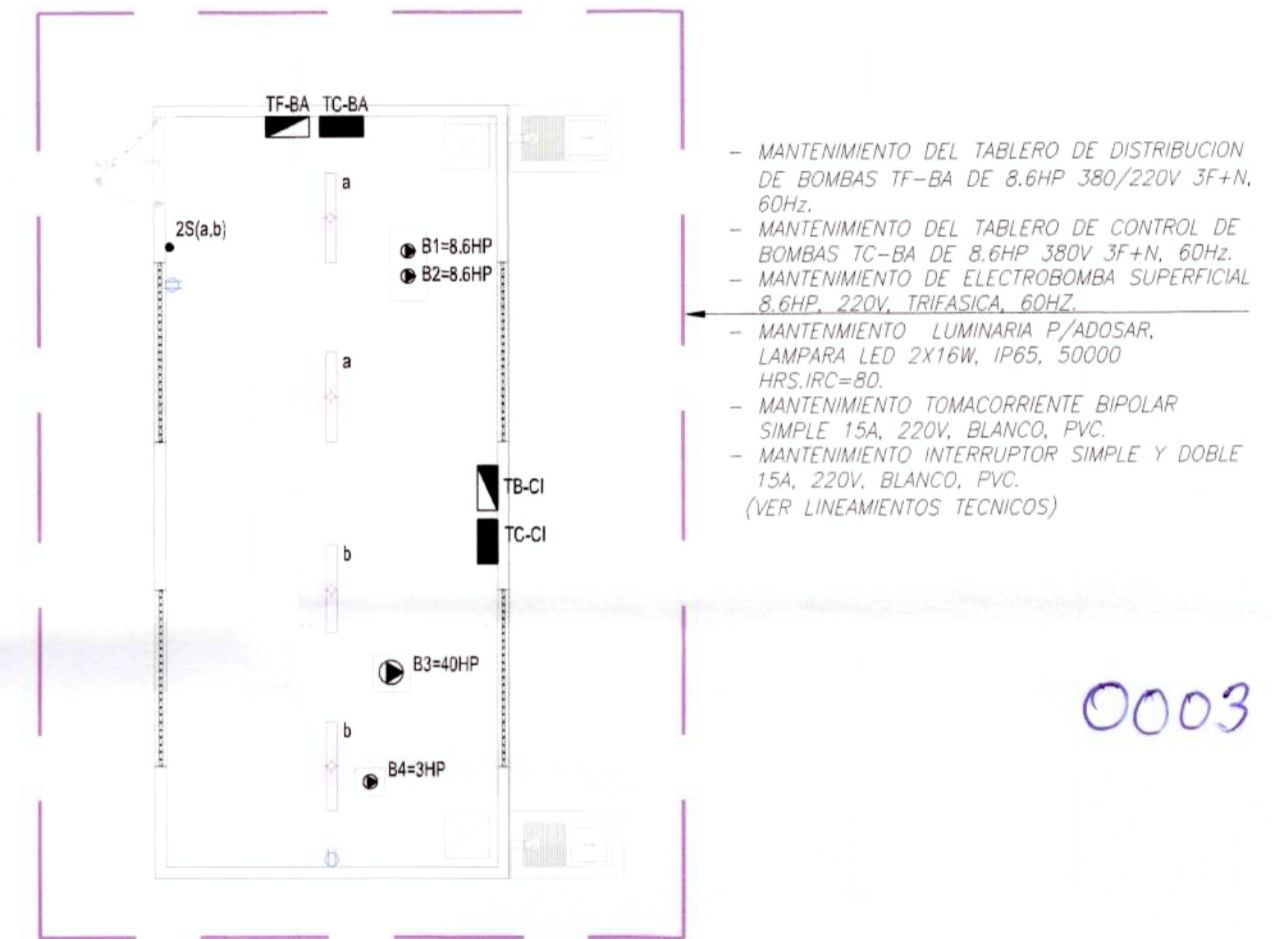 TF-BA TC-BA
a
2S(a,b)
B1=8.6HP
B2=8.6HP
a
TB-CI
TC-CI
b
B3=40HP
b
B4=3HP
- MANTENIMIENTO DEL TABLERO DE DISTRIBUCION
DE BOMBAS TF-BA DE 8.6HP 380/220V 3F+N,
60Hz.
- MANTENIMIENTO DEL TABLERO DE CONTROL DE
BOMBAS TC-BA DE 8.6HP 380V 3F+N, 60Hz.
- MANTENIMIENTO DE ELECTROBOMBA SUPERFICIAL
8.6HP, 220V, TRIFASICA, 60HZ.
- MANTENMIENTO LUMINARIA P/ADOSAR,
LAMPARA LED 2X16W, IP65, 50000
HRS.IRC=80.
- MANTENIMIENTO TOMACORRIENTE BIPOLAR
SIMPLE 15A, 220V, BLANCO, PVC.
- MANTENIMIENTO INTERRUPTOR SIMPLE Y DOBLE
15A, 220V, BLANCO, PVC.
(VER LINEAMIENTOS TECNICOS)
0003